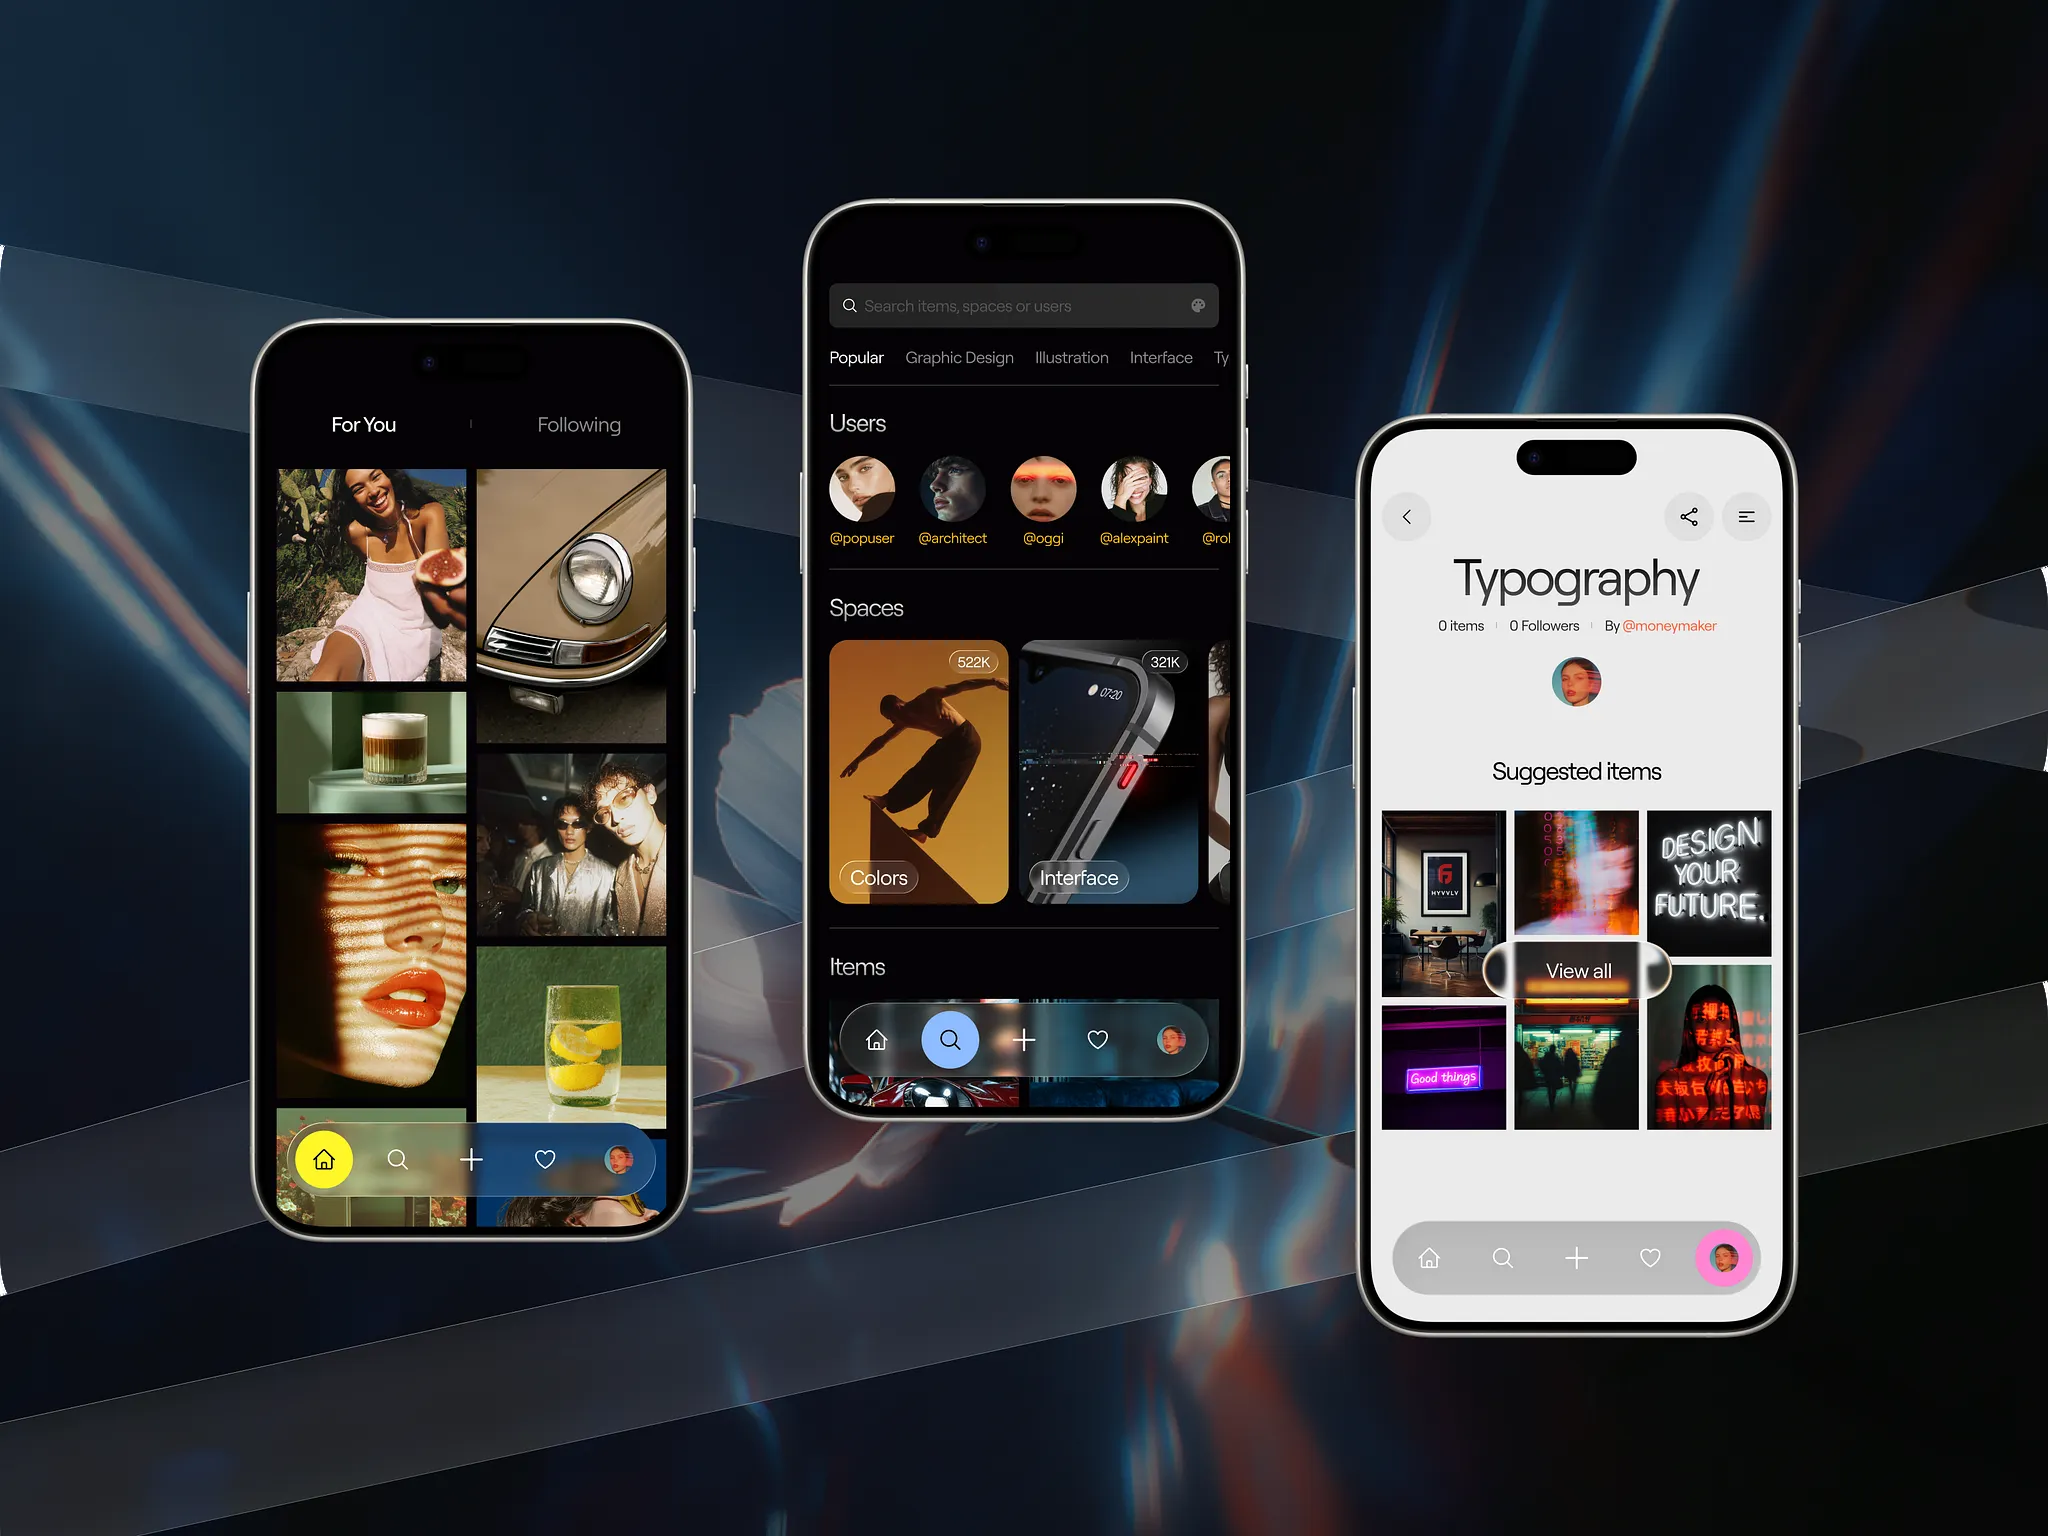 For You
Following
Search items, spaces or users
Popular Graphic Design Illustration Interface Ty
Users
@popuser @architect @oggi @alexpaint @rol
Spaces
522K
321K
07:20
Colors
Interface
Items
Typography
0 items 0 Followers By @moneymaker
Suggested items
HYVVLV
DESIGN
YOUR
FUTURE.
View all
Good things